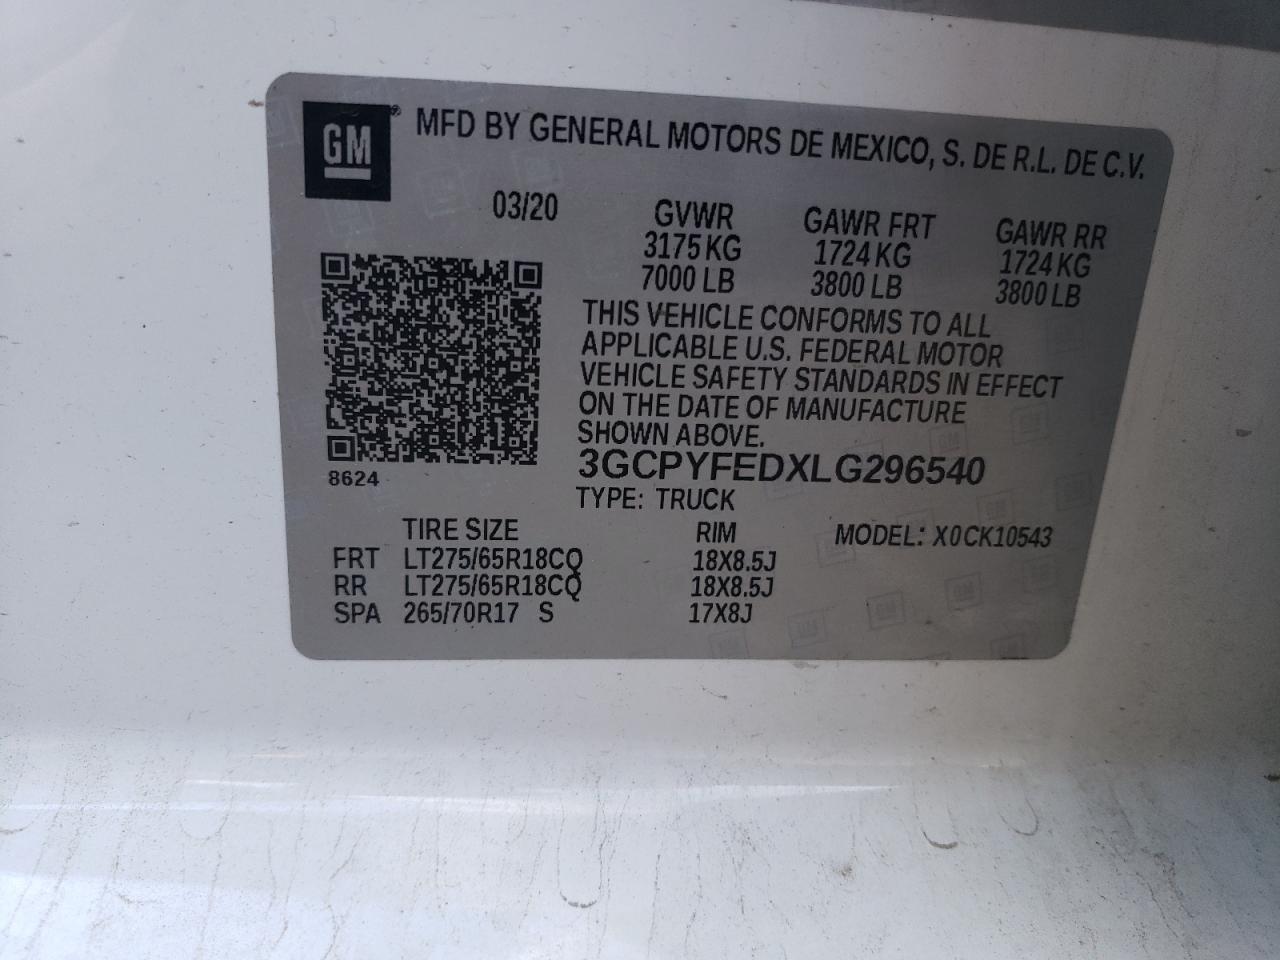 GM® MFD BY GENERAL MOTORS DE MEXICO, S. DE R.L. DE C.V.
03/20
GVWR GAWR FRT GAWR RR
3175 KG 1724 KG 1724 KG
7000 LB 3800 LB 3800 LB
THIS VEHICLE CONFORMS TO ALL
APPLICABLE U.S. FEDERAL MOTOR
VEHICLE SAFETY STANDARDS IN EFFECT
ON THE DATE OF MANUFACTURE
SHOWN ABOVE.
8624
3GCPYFEDXLG296540
TYPE: TRUCK
TIRE SIZE RIM MODEL: X0CK10543
FRT LT275/65R18CQ 18X8.5J
RR LT275/65R18CQ 18X8.5J
SPA 265/70R17 S 17X8J